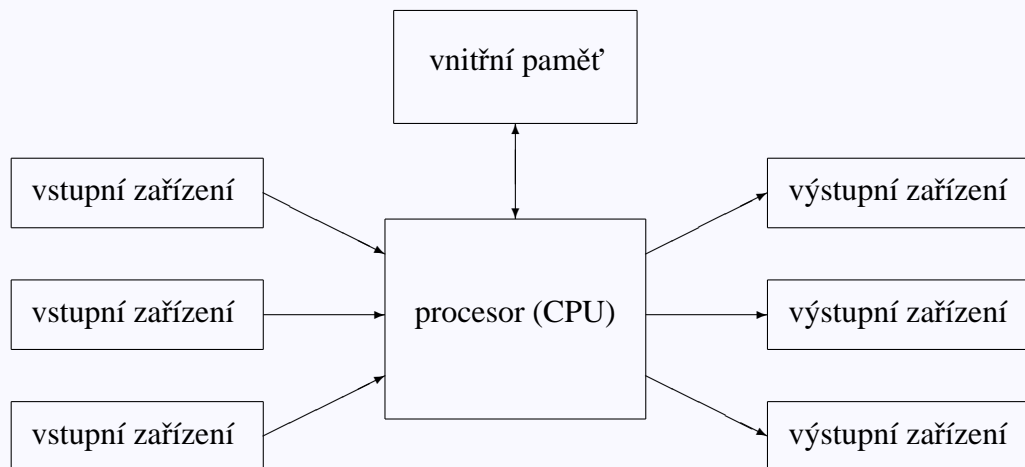 vnitřní paměť
vstupní zařízení
výstupní zařízení
vstupní zařízení
procesor (CPU)
výstupní zařízení
vstupní zařízení
výstupní zařízení